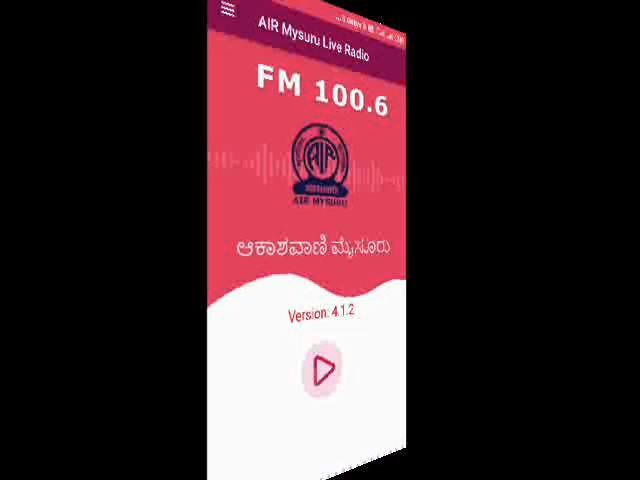 AIR Mysuru Live Radio
FM 100.6
AIR
AIR MYSURU
ಆಕಾಶವಾಣಿ ಮೈಸೂರು
Version: 4.1.2